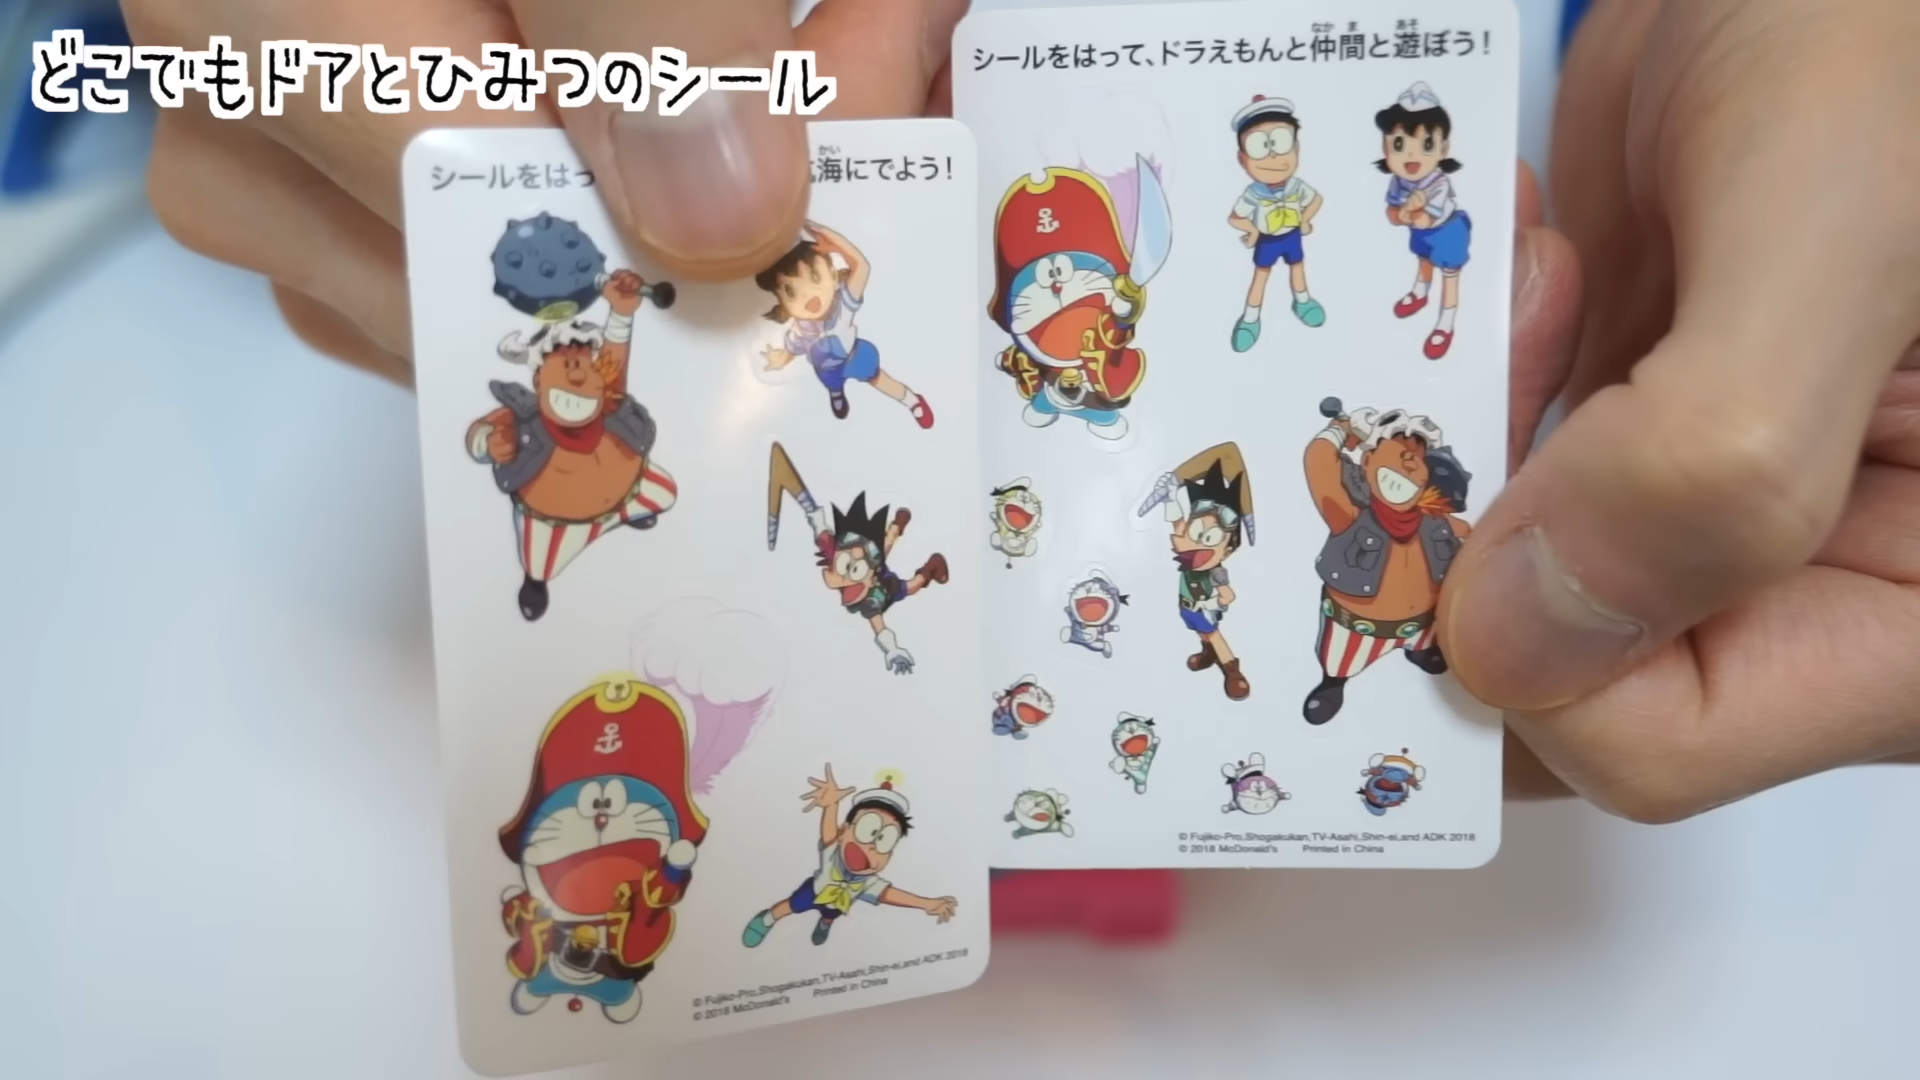 どこでもドアとひみつのシール
シールをはっ 海にでよう!
かい
© Fujiko-Pro,Shogakukan,TV-Asahi,Shin-ei,and ADK 2018
© 2018 McDonald's Printed in China
なか ま あそ
シールをはって、ドラえもんと仲間と遊ぼう!
© Fujiko-Pro,Shogakukan,TV-Asahi,Shin-ei,and ADK 2018
© 2018 McDonald's Printed in China